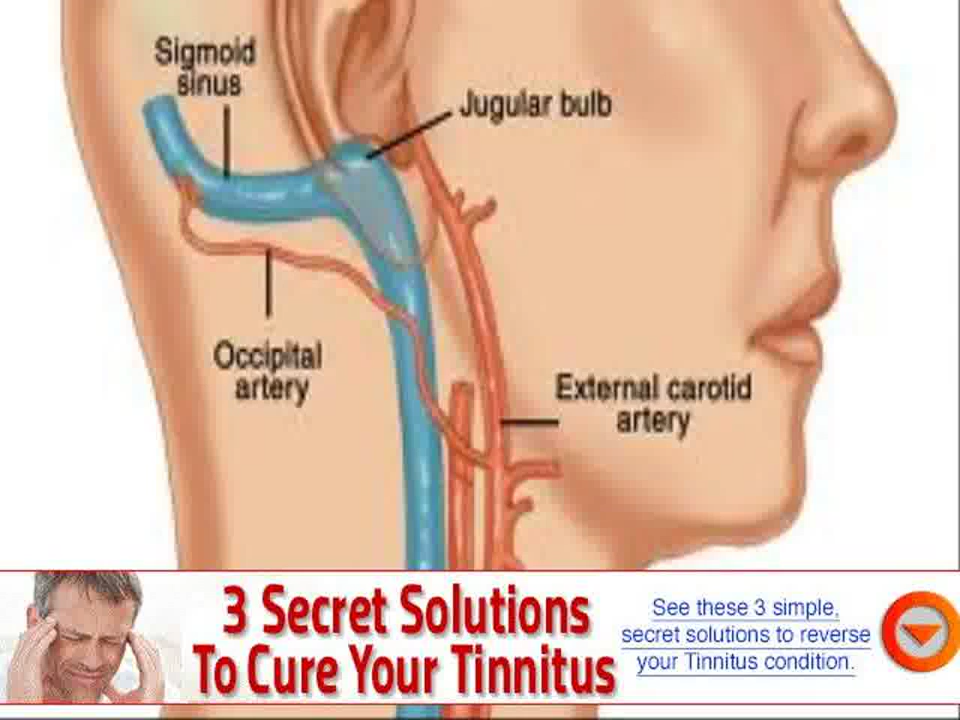 Sigmoid
sinus
Jugular bulb
Occipital
artery
External carotid
artery
3 Secret Solutions
To Cure Your Tinnitus
See these 3 simple,
secret solutions to reverse
your Tinnitus condition.